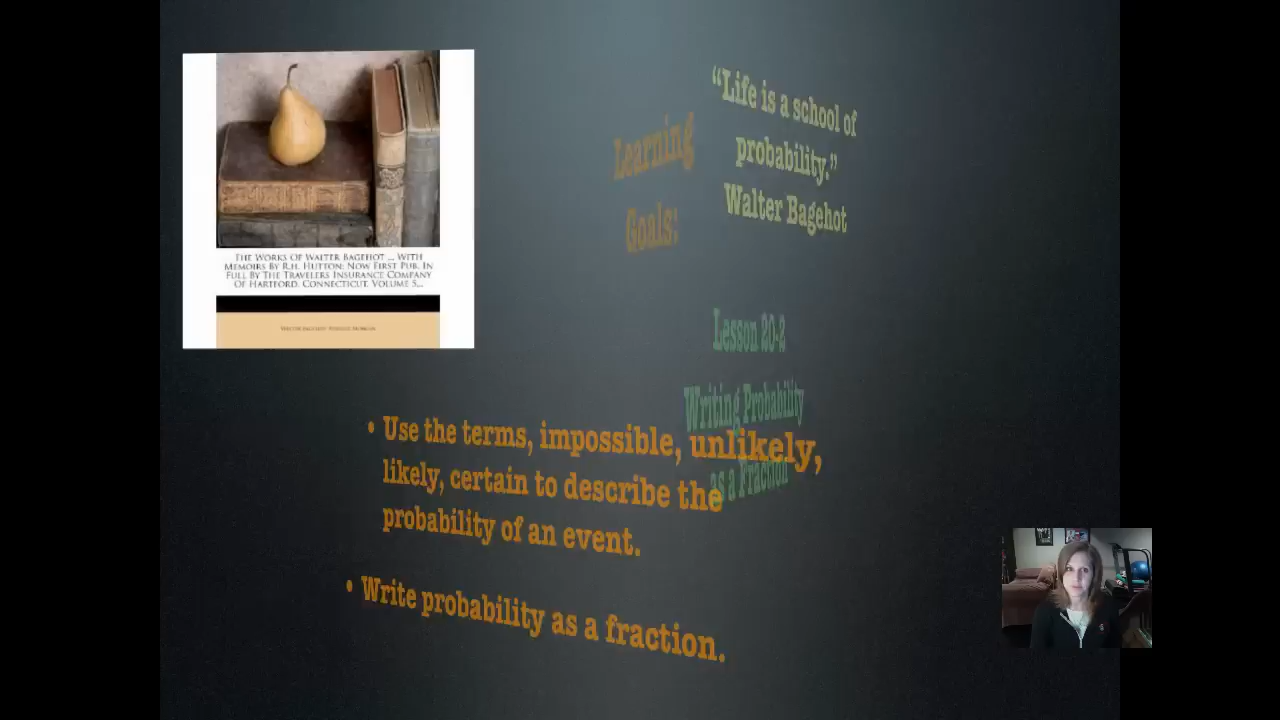 THE WORKS OF WALTER BAGEHOT ... WITH
MEMOIRS BY R.H. HUTTON: NOW FIRST PUB. IN
FULL BY THE TRAVELERS INSURANCE COMPANY
OF HARTFORD, CONNECTICUT, VOLUME 5...
“Life is a school of
probability.”
Walter Bagehot
Learning
Goals:
Lesson 20-2
Writing Probability
as a Fraction
• Use the terms, impossible, unlikely,
likely, certain to describe the
probability of an event.
• Write probability as a fraction.